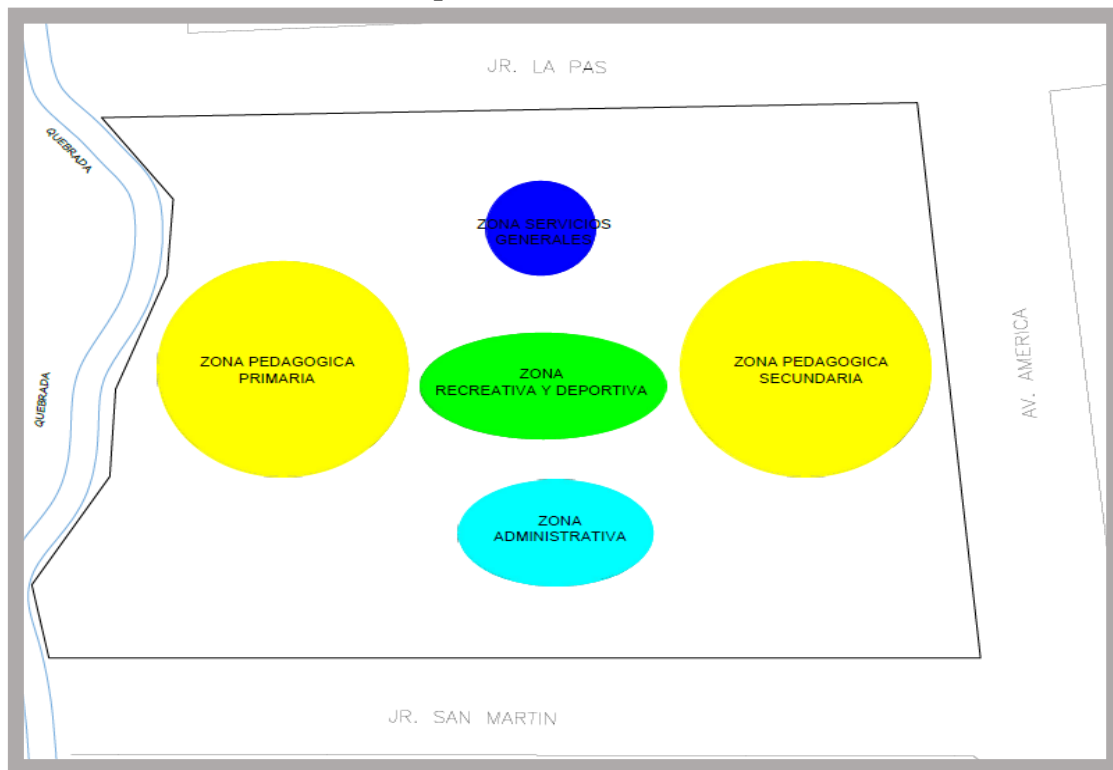 JR. LA PAS
QUEBRADA
ZONA SERVICIOS
GENERALES
ZONA PEDAGOGICA
PRIMARIA
ZONA
RECREATIVA Y DEPORTIVA
ZONA PEDAGOGICA
SECUNDARIA
AV. AMERICA
QUEBRADA
ZONA
ADMINISTRATIVA
JR. SAN MARTIN